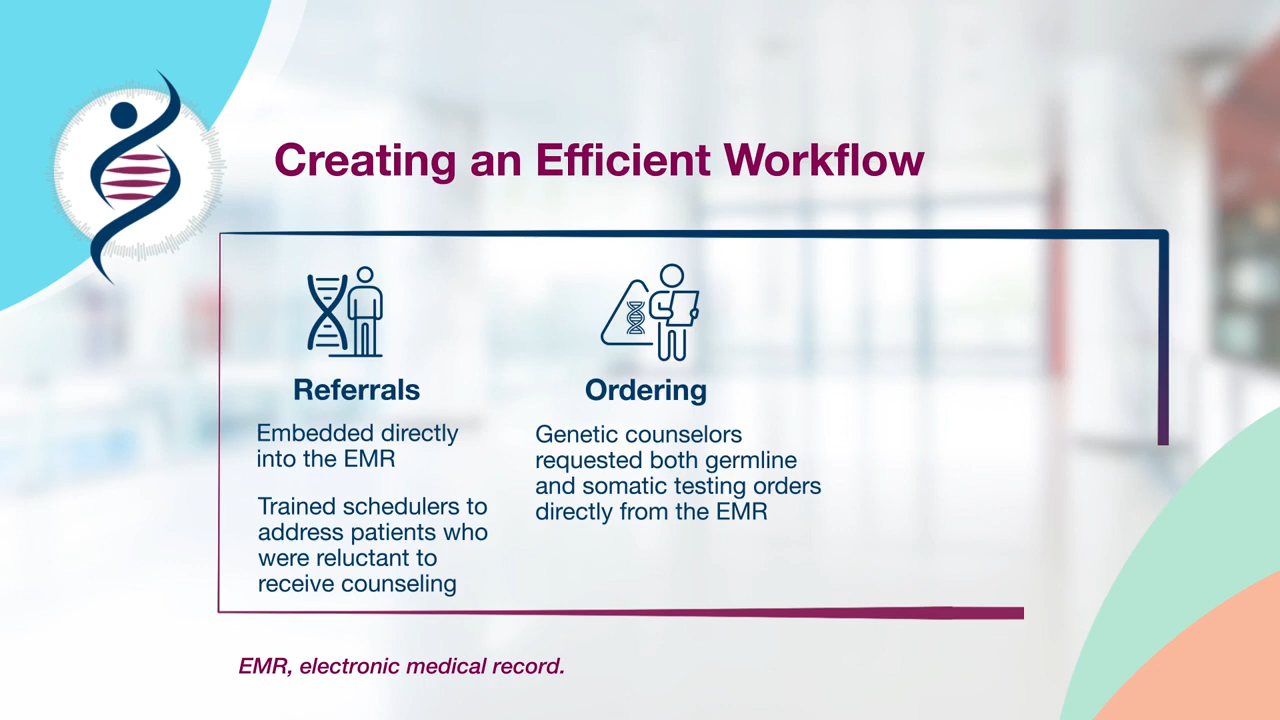 Creating an Efficient Workflow
Referrals
Embedded directly
into the EMR
Trained schedulers to
address patients who
were reluctant to
receive counseling
Ordering
Genetic counselors
requested both germline
and somatic testing orders
directly from the EMR
EMR, electronic medical record.